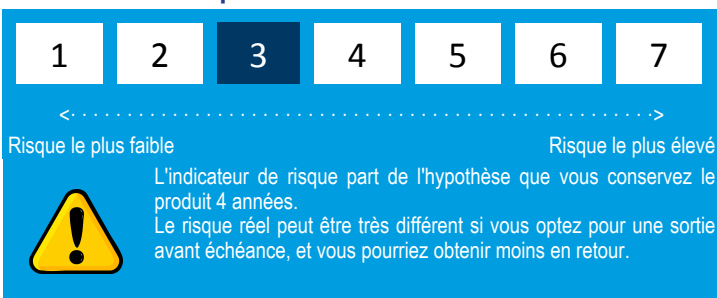 1 2 3 4 5 6 7
<· · · · · · · · · · · · · · · · · · · · · · · · · · · · · · · · · · · · · · · · · · · · · · · · · · · ·>
Risque le plus faible Risque le plus élevé
L'indicateur de risque part de l'hypothèse que vous conservez le
produit 4 années.
Le risque réel peut être très différent si vous optez pour une sortie
avant échéance, et vous pourriez obtenir moins en retour.